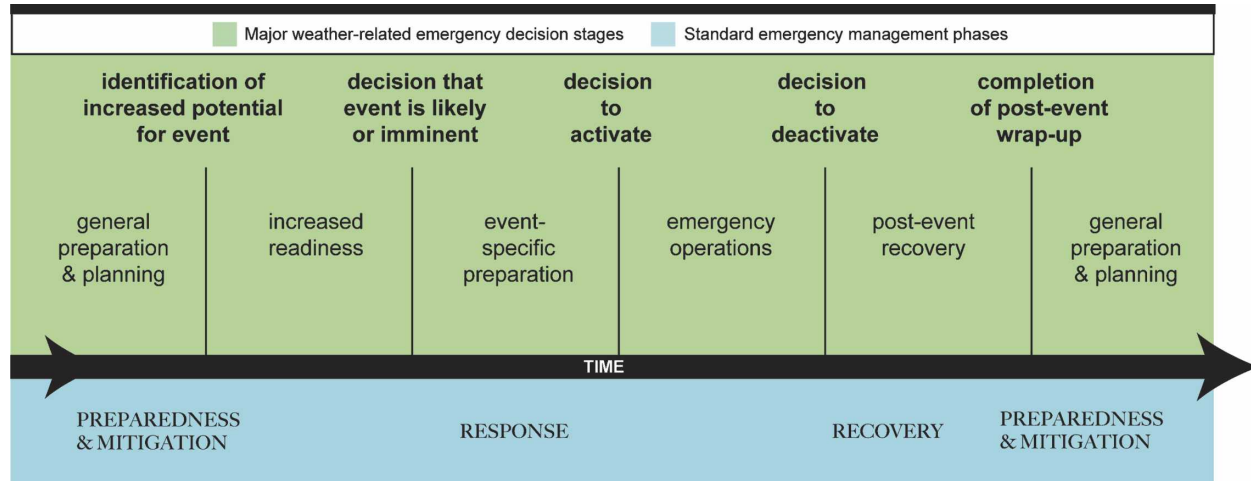 Major weather-related emergency decision stages
Standard emergency management phases
identification of
increased potential
for event
decision that
event is likely
or imminent
decision
to
activate
decision
to
deactivate
completion
of post-event
wrap-up
general
preparation
& planning
increased
readiness
event-
specific
preparation
emergency
operations
post-event
recovery
general
preparation
& planning
TIME
PREPAREDNESS
& MITIGATION
RESPONSE
RECOVERY
PREPAREDNESS
& MITIGATION